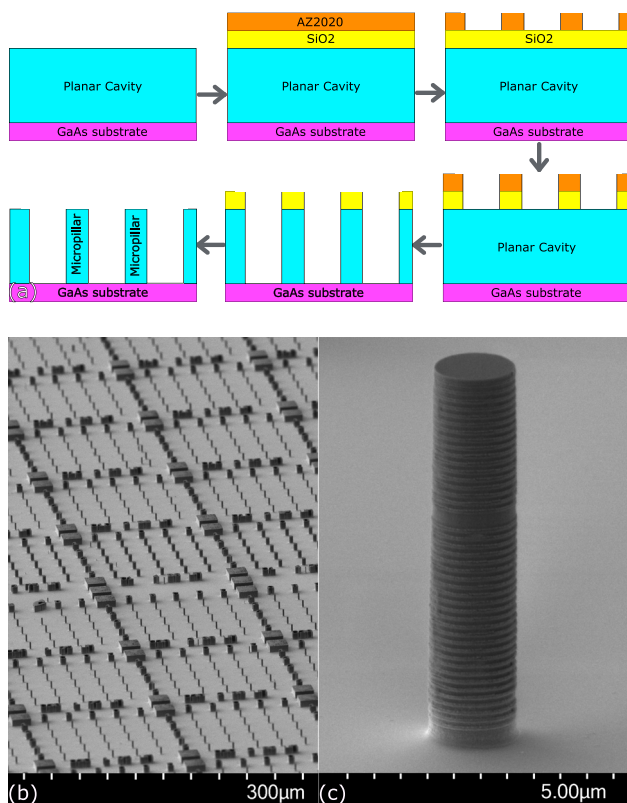 AZ2020
SiO2
SiO2
Planar Cavity
Planar Cavity
Planar Cavity
GaAs substrate
GaAs substrate
GaAs substrate
Micropillar
Micropillar
Planar Cavity
(a)
GaAs substrate
GaAs substrate
GaAs substrate
(b)
300µm
(c)
5.00µm